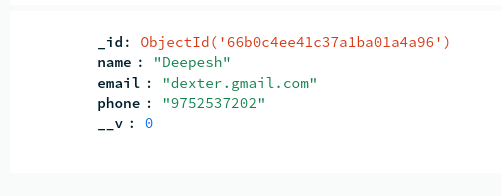 _id: ObjectId('66b0c4ee41c37a1ba01a4a96')
name : "Deepesh"
email : "dexter.gmail.com"
phone : "9752537202"
__v : 0